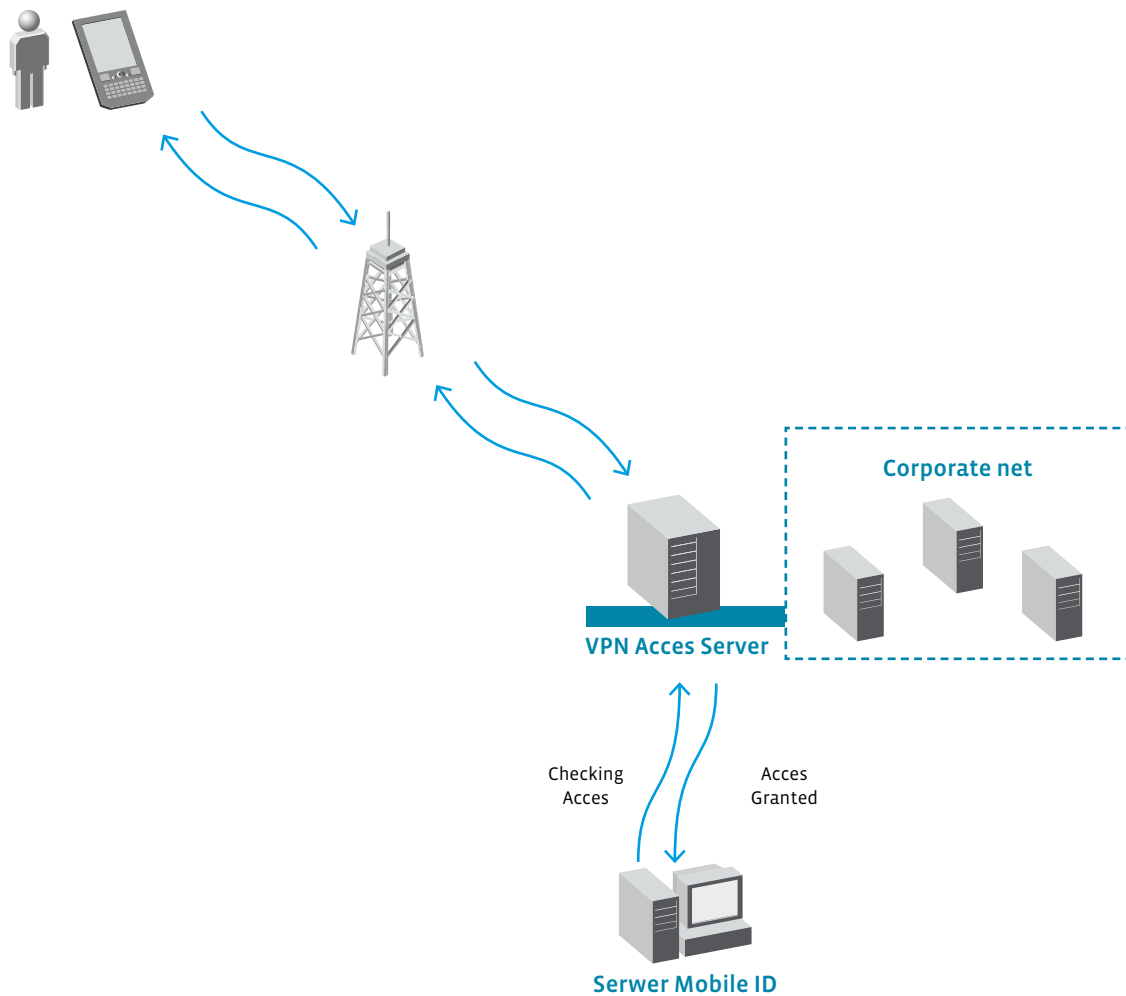 Corporate net
VPN Acces Server
Checking
Acces
Acces
Granted
Serwer Mobile ID